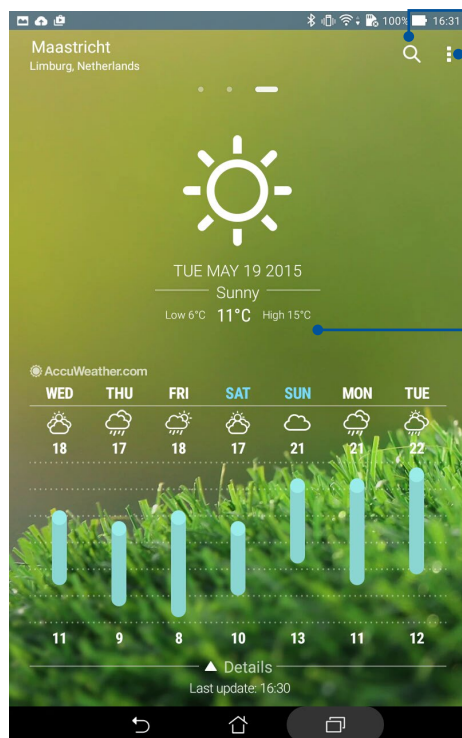 100% 16:31
Maastricht
Limburg, Netherlands
TUE MAY 19 2015
Sunny
Low 6°C 11°C High 15°C
AccuWeather.com
WED THU FRI SAT SUN MON TUE
18 17 18 17 21 21 22
11 9 8 10 13 11 12
Details
Last update: 16:30